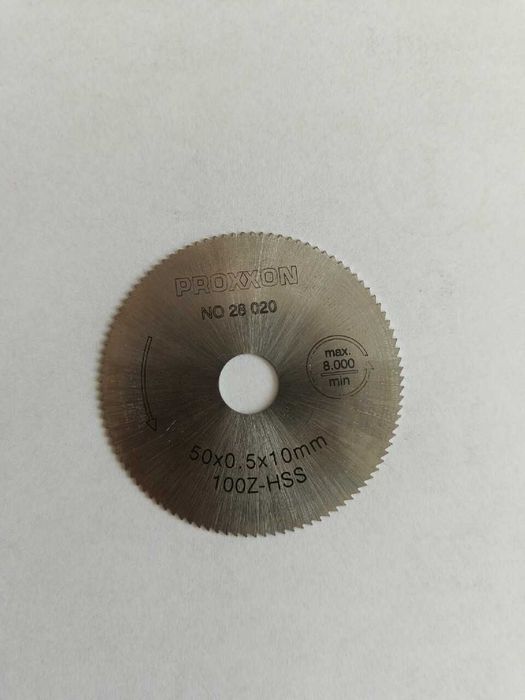 PROXXON
NO 28 020
max.
8.000
min
50x0.5x10mm
100Z-HSS